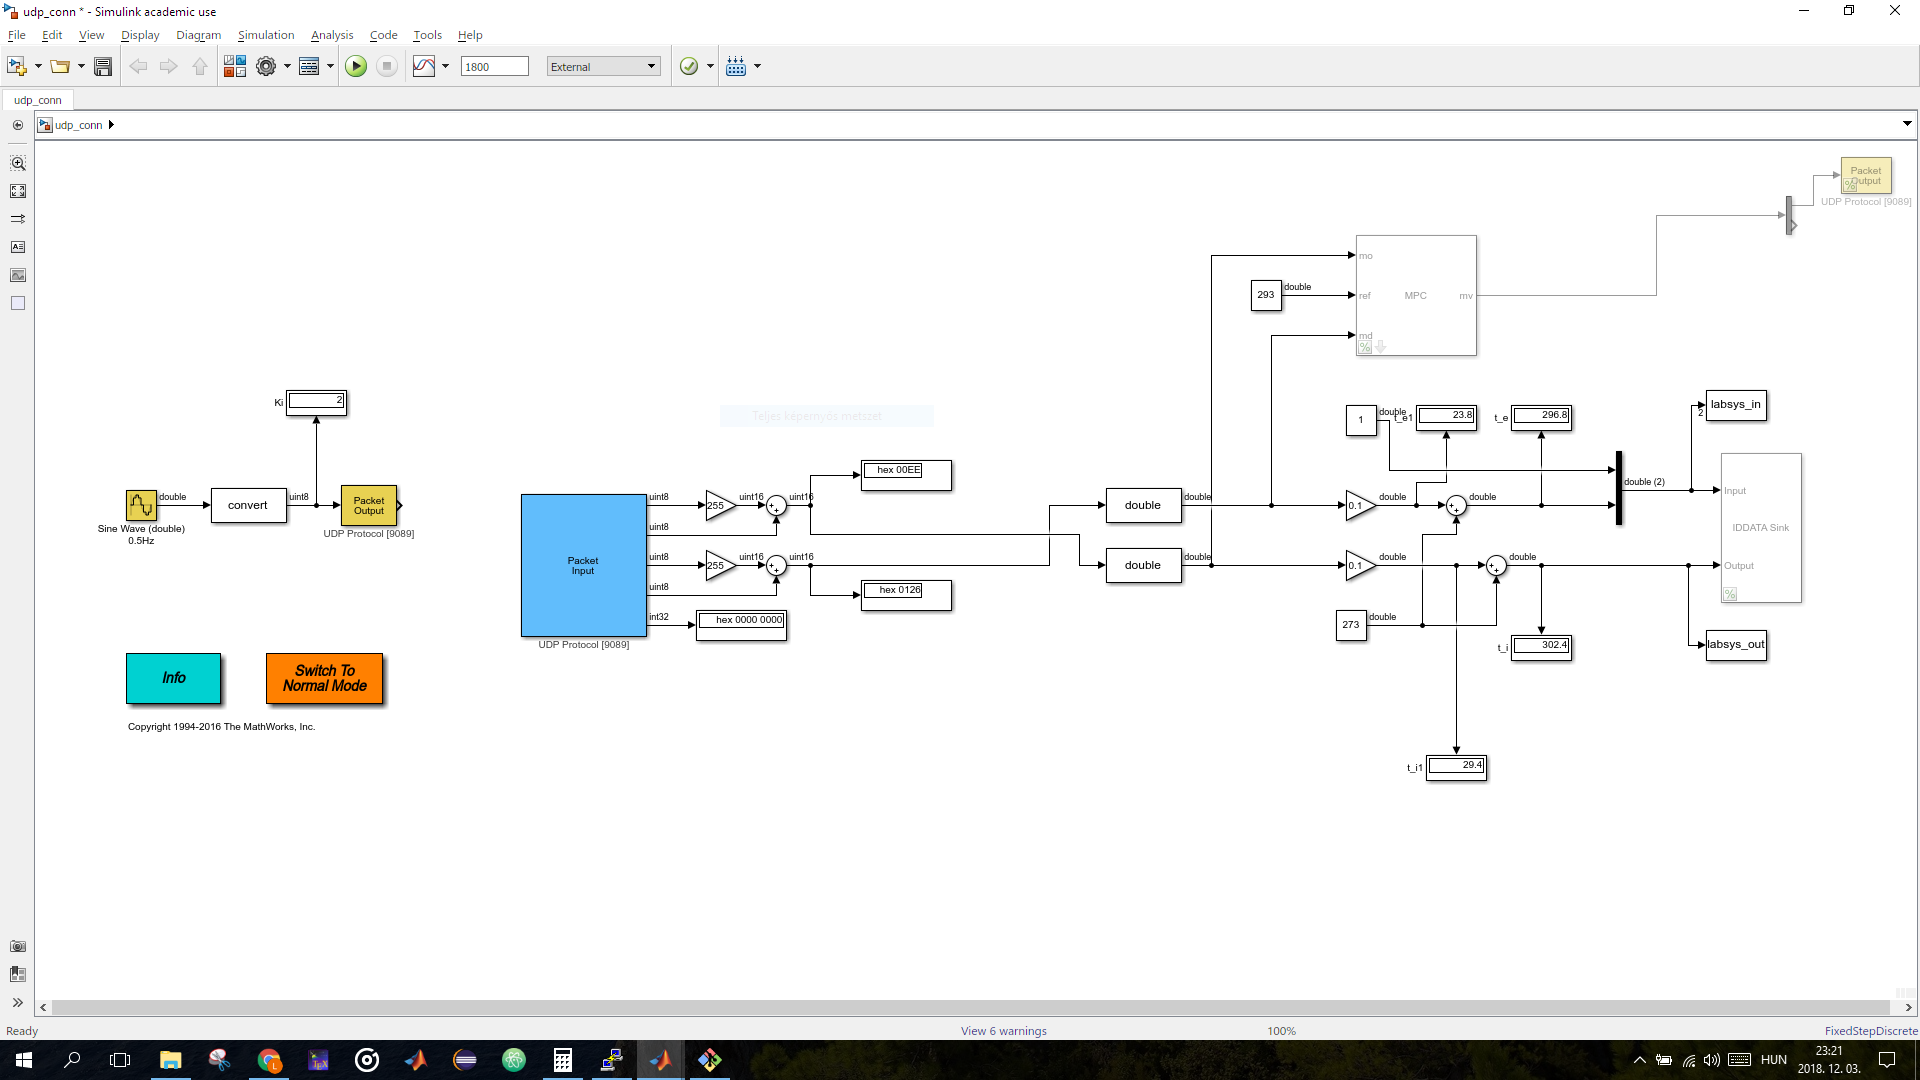 udp_conn * - Simulink academic use
File Edit View Display Diagram Simulation Analysis Code Tools Help
1800 External
udp_conn
udp_conn
Packet
Output
UDP Protocol [9089]
mo
293 double ref MPC mv
md
Ki 2
Teljes képernyős metszet
1 double
t_e1 23.8
t_e 296.8
2
labsys_in
hex 00EE
double convert uint8 Packet
Output
Sine Wave (double)
0.5Hz
UDP Protocol [9089]
Packet
Input
UDP Protocol [9089]
uint8 255 uint16 uint16
uint8
uint8 255 uint16 uint16
uint8
int32 hex 0000 0000
hex 0126
double double 0.1 double double
double double 0.1 double double
double (2) Input
IDDATA Sink
Output
273 double
t_i 302.4
labsys_out
t_i1 29.4
Info
Switch To
Normal Mode
Copyright 1994-2016 The MathWorks, Inc.
Ready View 6 warnings 100% FixedStepDiscrete
HUN 23:21
2018. 12. 03.